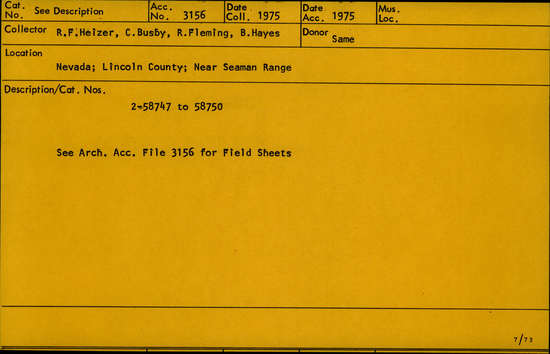 Cat. No. See Description Acc. No. 3156 Date Coll. 1975 Date Acc. 1975 Mus. Loc.
Collector R.F.Heizer, C.Busby, R.Fleming, B.Hayes Donor Same
Location
Nevada; Lincoln County; Near Seaman Range
Description/Cat. Nos.
2-58747 to 58750
See Arch. Acc. File 3156 for Field Sheets
7/73